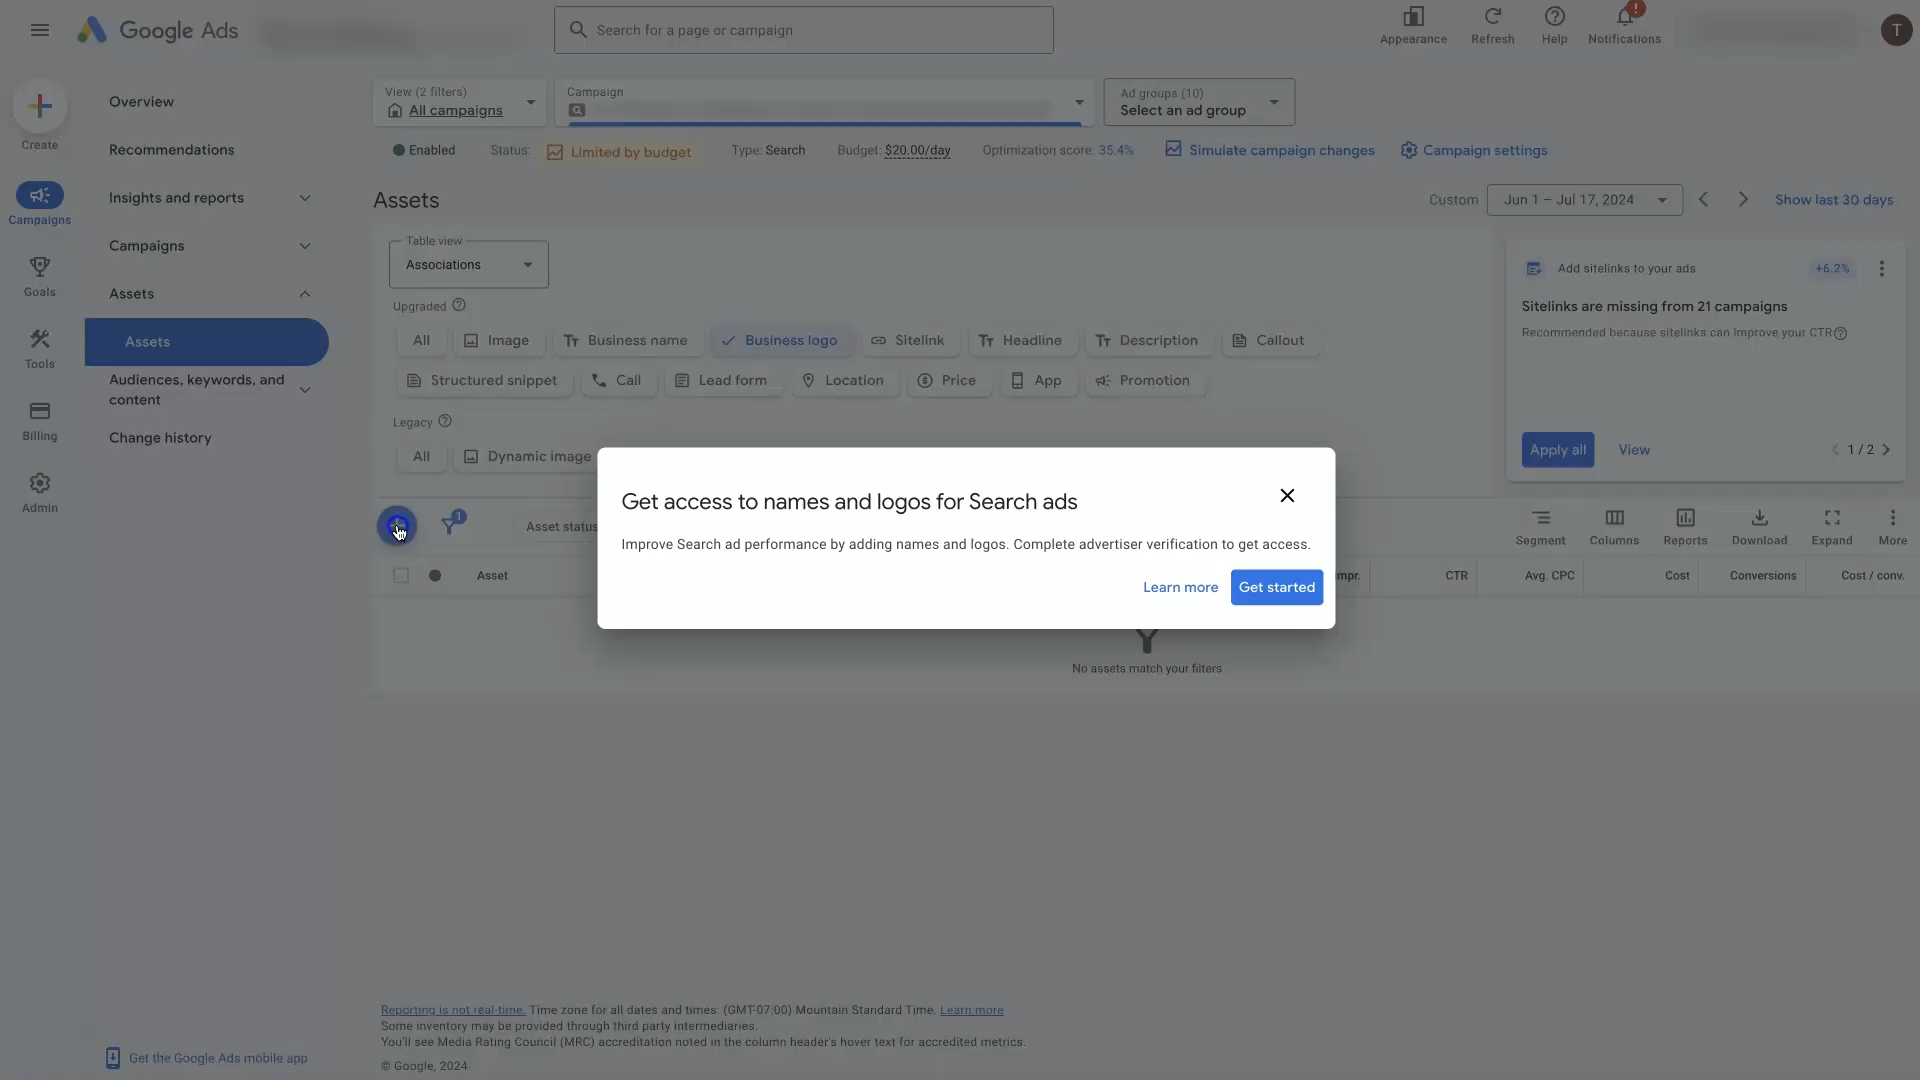 Google Ads
Search for a page or campaign
Appearance
Refresh
Help
Notifications
!
T
Create
Campaigns
Goals
Tools
Billing
Admin
Overview
Recommendations
Insights and reports
Campaigns
Assets
Assets
Audiences, keywords, and
content
Change history
Get the Google Ads mobile app
View (2 filters)
All campaigns
Campaign
Ad groups (10)
Select an ad group
Enabled
Status:
Limited by budget
Type: Search
Budget: $20.00/day
Optimization score: 35.4%
Simulate campaign changes
Campaign settings
Assets
Custom
Jun 1 – Jul 17, 2024
Show last 30 days
Table view
Associations
Upgraded
All
Image
Business name
Business logo
Sitelink
Headline
Description
Callout
Structured snippet
Call
Lead form
Location
Price
App
Promotion
Legacy
All
Dynamic image
Add sitelinks to your ads
+6.2%
Sitelinks are missing from 21 campaigns
Recommended because sitelinks can improve your CTR
Apply all
View
1 / 2
Get access to names and logos for Search ads
Improve Search ad performance by adding names and logos. Complete advertiser verification to get access.
Learn more
Get started
1
Asset status
Segment
Columns
Reports
Download
Expand
More
Asset
mpr.
CTR
Avg. CPC
Cost
Conversions
Cost / conv.
No assets match your filters
Reporting is not real-time. Time zone for all dates and times. (GMT-07:00) Mountain Standard Time. Learn more
Some inventory may be provided through third party intermediaries.
You'll see Media Rating Council (MRC) accreditation noted in the column header's hover text for accredited metrics.
© Google, 2024.